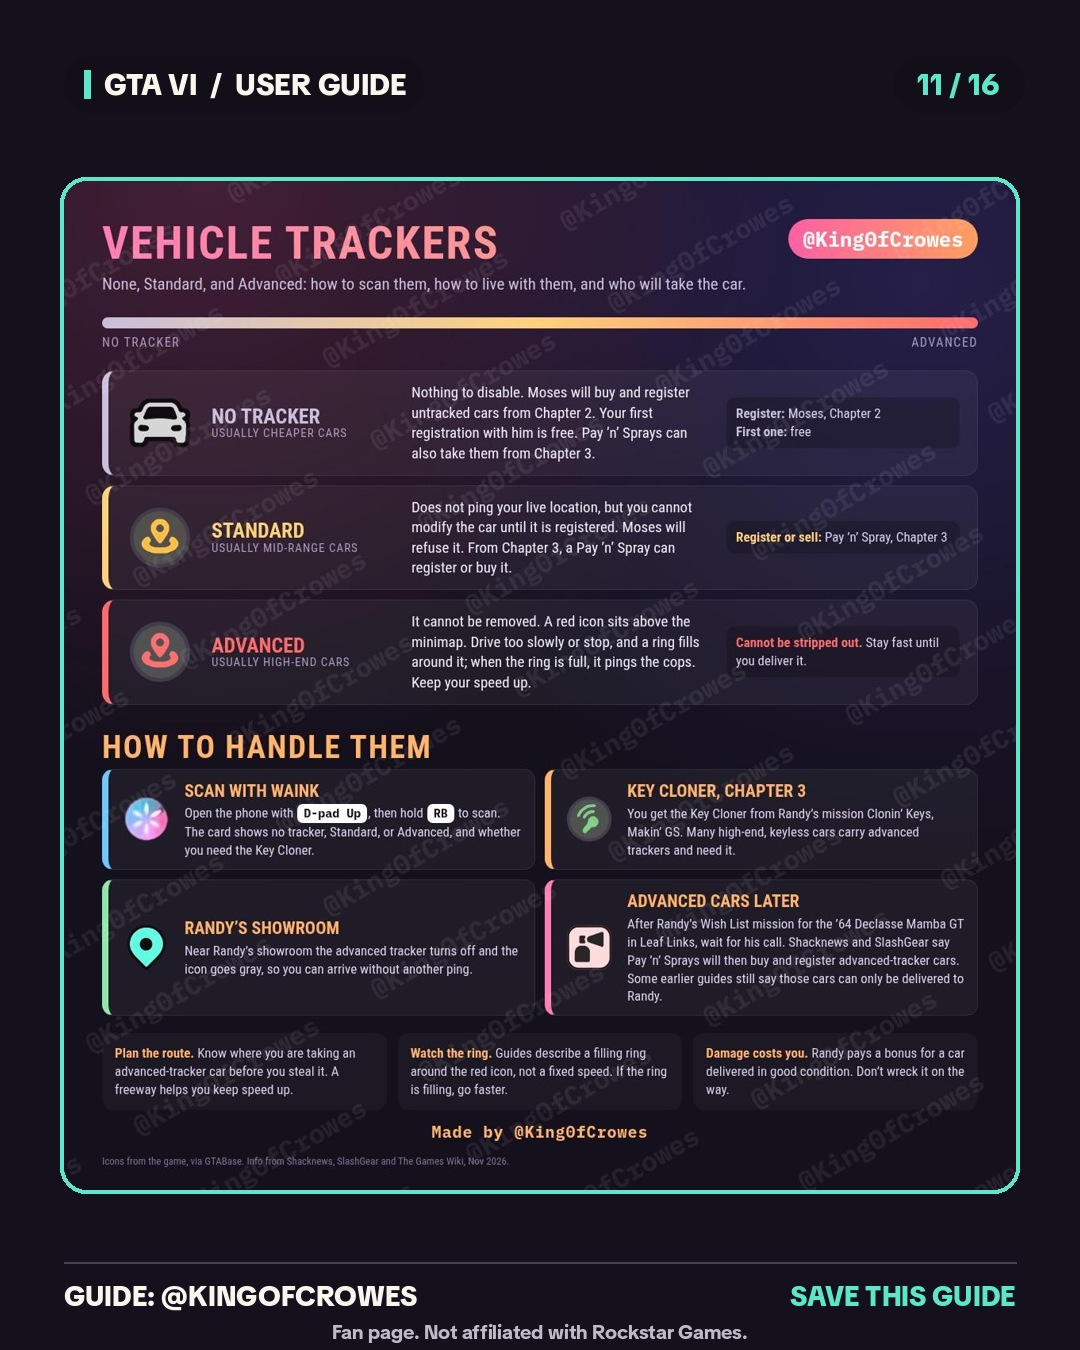 GTA VI / USER GUIDE
11 / 16
VEHICLE TRACKERS
@KingOfCrowes
None, Standard, and Advanced: how to scan them, how to live with them, and who will take the car.
NO TRACKER
ADVANCED
NO TRACKER
USUALLY CHEAPER CARS
Nothing to disable. Moses will buy and register
untracked cars from Chapter 2. Your first
registration with him is free. Pay ’n’ Sprays can
also take them from Chapter 3.
Register: Moses, Chapter 2
First one: free
STANDARD
USUALLY MID-RANGE CARS
Does not ping your live location, but you cannot
modify the car until it is registered. Moses will
refuse it. From Chapter 3, a Pay ’n’ Spray can
register or buy it.
Register or sell: Pay ’n’ Spray, Chapter 3
ADVANCED
USUALLY HIGH-END CARS
It cannot be removed. A red icon sits above the
minimap. Drive too slowly or stop, and a ring fills
around it; when the ring is full, it pings the cops.
Keep your speed up.
Cannot be stripped out. Stay fast until
you deliver it.
HOW TO HANDLE THEM
SCAN WITH WAINK
Open the phone with D-pad Up, then hold RB to scan.
The card shows no tracker, Standard, or Advanced, and whether
you need the Key Cloner.
KEY CLONER, CHAPTER 3
You get the Key Cloner from Randy’s mission Clonin’ Keys,
Makin’ GS. Many high-end, keyless cars carry advanced
trackers and need it.
RANDY’S SHOWROOM
Near Randy’s showroom the advanced tracker turns off and the
icon goes gray, so you can arrive without another ping.
ADVANCED CARS LATER
After Randy’s Wish List mission for the ’64 Declasse Mamba GT
in Leaf Links, wait for his call. Shacknews and SlashGear say
Pay ’n’ Sprays will then buy and register advanced-tracker cars.
Some earlier guides still say those cars can only be delivered to
Randy.
Plan the route. Know where you are taking an
advanced-tracker car before you steal it. A
freeway helps you keep speed up.
Watch the ring. Guides describe a filling ring
around the red icon, not a fixed speed. If the ring
is filling, go faster.
Damage costs you. Randy pays a bonus for a car
delivered in good condition. Don’t wreck it on the
way.
Made by @KingOfCrowes
Icons from the game, via GTABase. Info from Shacknews, SlashGear and The Games Wiki, Nov 2026.
GUIDE: @KINGOFCROWES
SAVE THIS GUIDE
Fan page. Not affiliated with Rockstar Games.